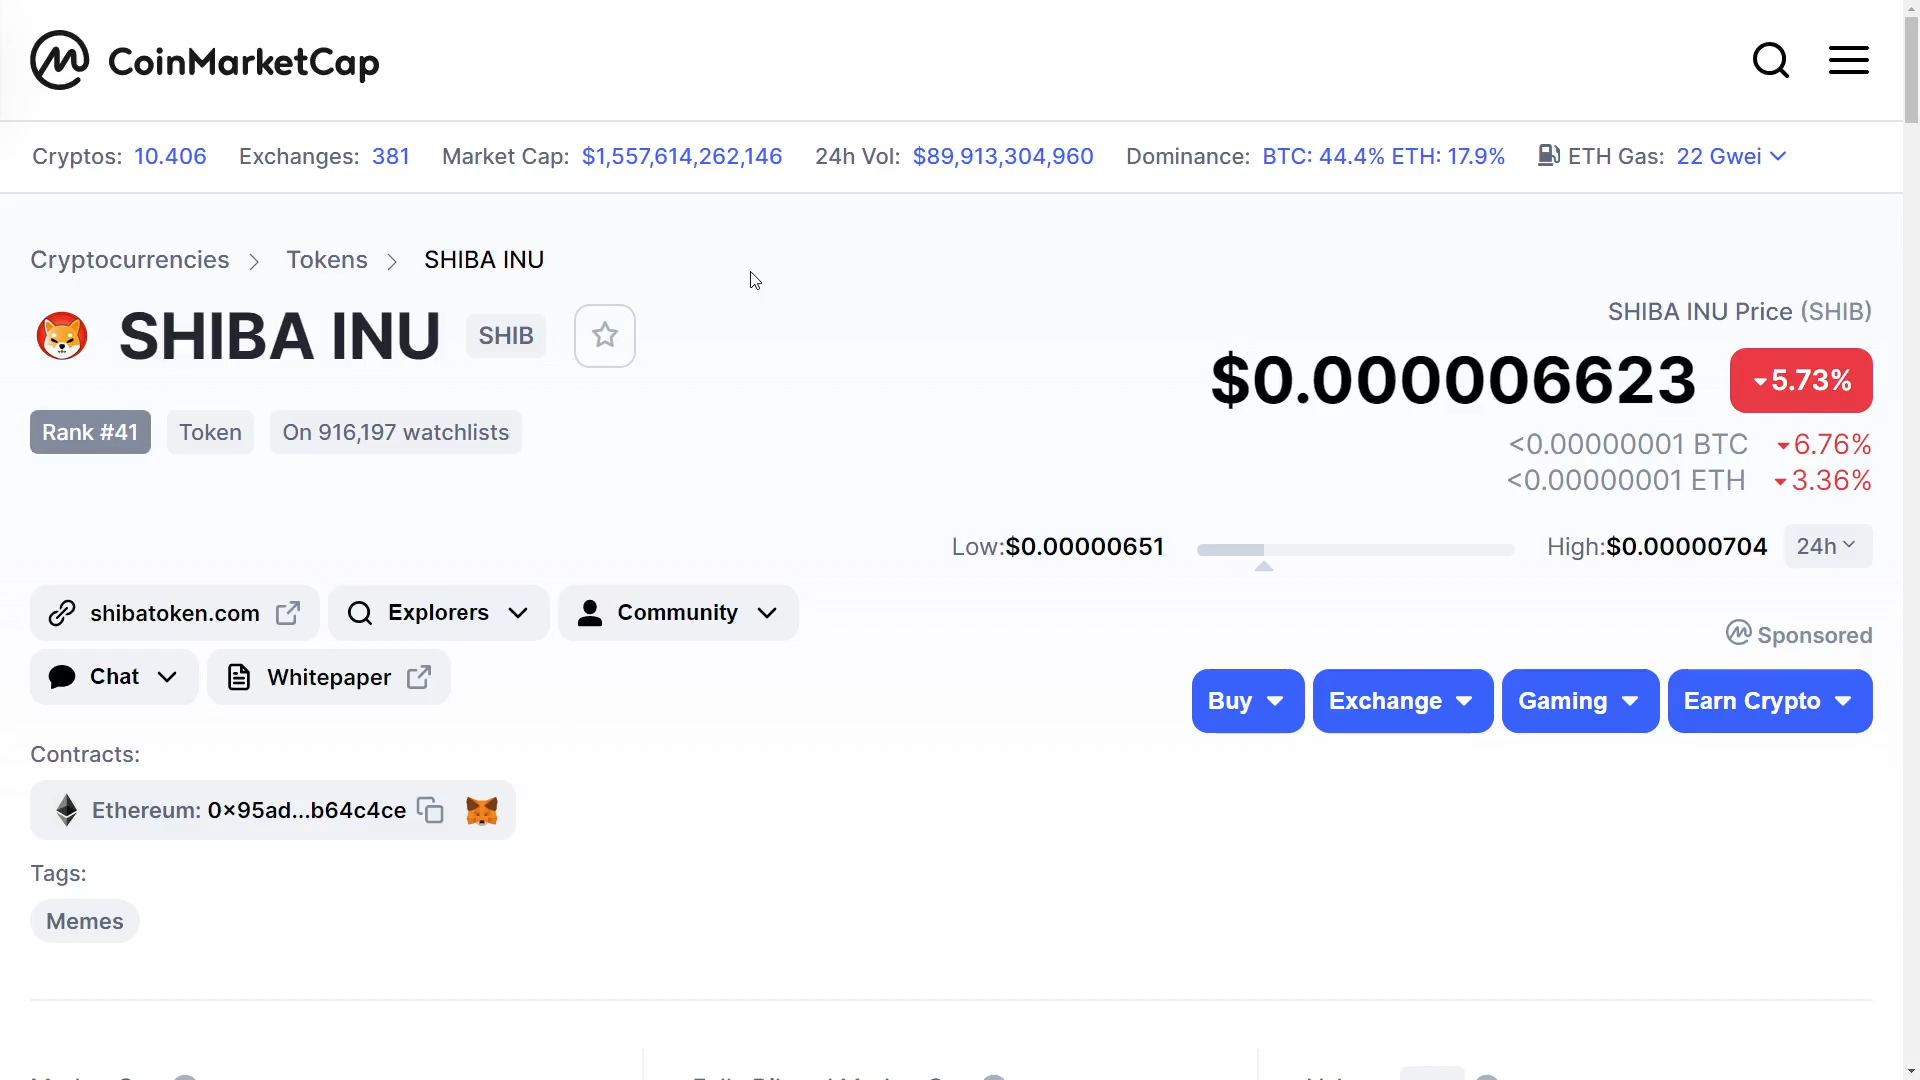 CoinMarketCap
Cryptos: 10.406 Exchanges: 381 Market Cap: $1,557,614,262,146 24h Vol: $89,913,304,960 Dominance: BTC: 44.4% ETH: 17.9% ETH Gas: 22 Gwei
Cryptocurrencies > Tokens > SHIBA INU
SHIBA INU SHIB
SHIBA INU Price (SHIB)
$0.000006623 5.73%
Rank #41 Token On 916,197 watchlists
<0.00000001 BTC 6.76%
<0.00000001 ETH 3.36%
Low:$0.00000651 High:$0.00000704 24h
shibatoken.com Explorers Community
Sponsored
Chat Whitepaper
Buy Exchange Gaming Earn Crypto
Contracts:
Ethereum: 0x95ad...b64c4ce
Tags:
Memes